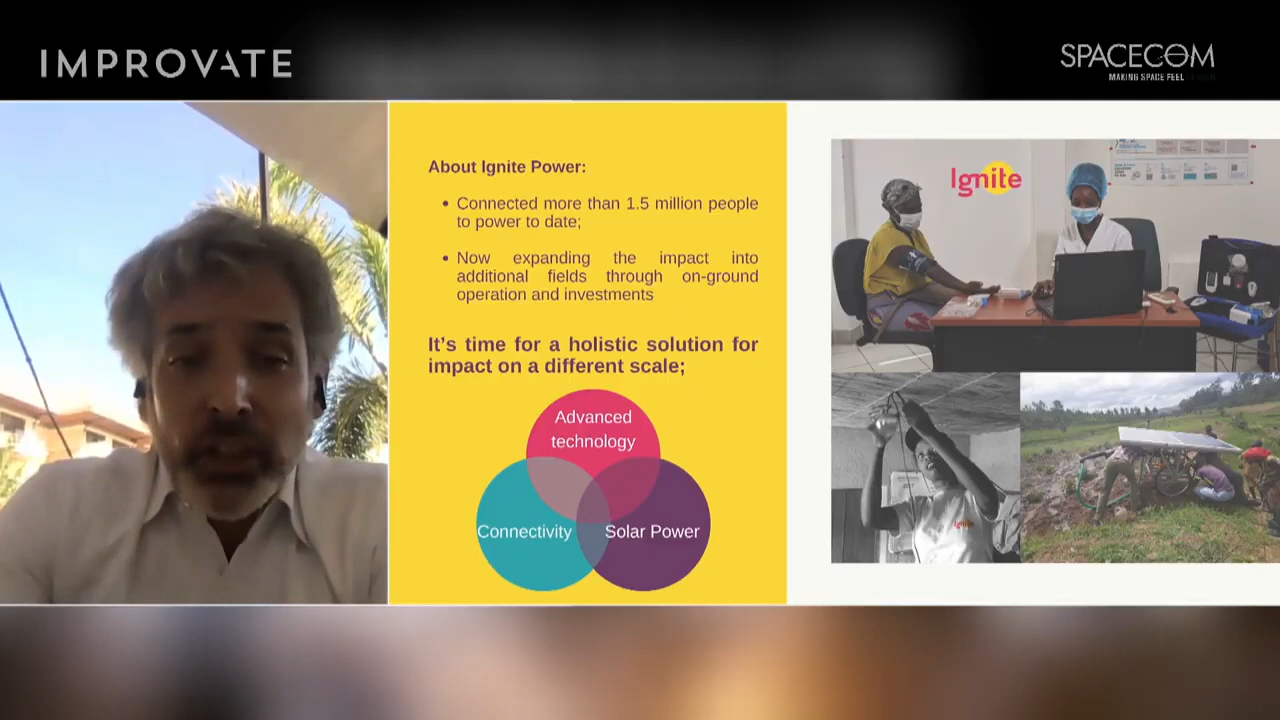 IMPROVATE
SPACECOM
MAKING SPACE FEEL
About Ignite Power:
• Connected more than 1.5 million people
to power to date;
• Now expanding the impact into
additional fields through on-ground
operation and investments
It's time for a holistic solution for
impact on a different scale;
Advanced
technology
Connectivity
Solar Power
Ignite
Ignite